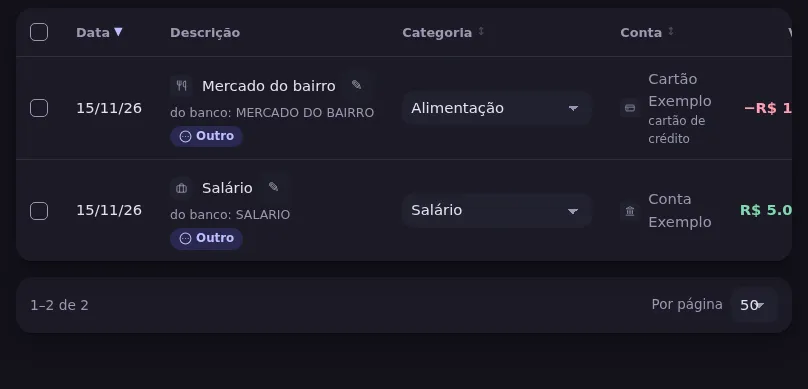 Data ▼ Descrição Categoria ↕ Conta ↕
Mercado do bairro ✎
do banco: MERCADO DO BAIRRO
Outro
15/11/26
Alimentação
Cartão
Exemplo
cartão de
crédito
−R$ 1
Salário ✎
do banco: SALARIO
Outro
15/11/26
Salário
Conta
Exemplo
R$ 5.0
1–2 de 2
Por página 50